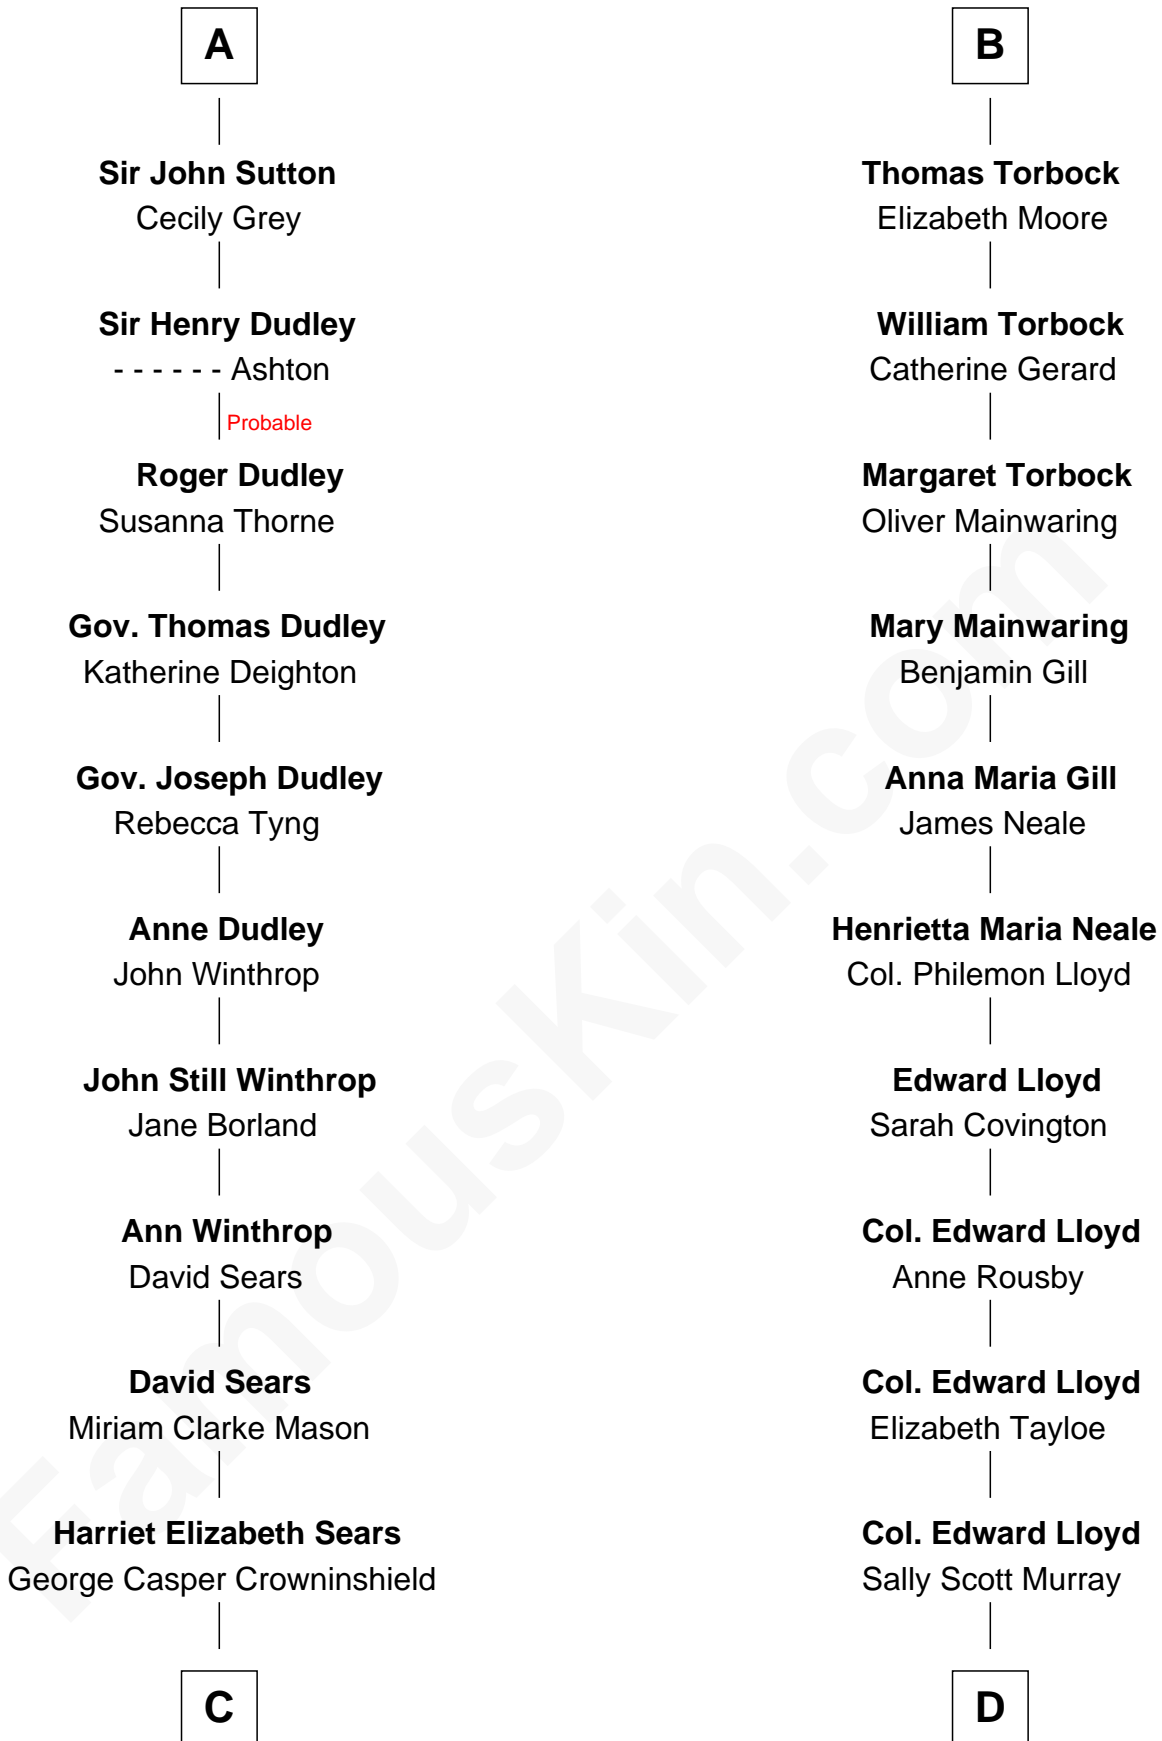 A
Sir John Sutton
Cecily Grey
Sir Henry Dudley
- - - - - - Ashton
Probable
Roger Dudley
Susanna Thorne
Gov. Thomas Dudley
Katherine Deighton
Gov. Joseph Dudley
Rebecca Tyng
Anne Dudley
John Winthrop
John Still Winthrop
Jane Borland
Ann Winthrop
David Sears
David Sears
Miriam Clarke Mason
Harriet Elizabeth Sears
George Casper Crowninshield
C
B
Thomas Torbock
Elizabeth Moore
William Torbock
Catherine Gerard
Margaret Torbock
Oliver Mainwaring
Mary Mainwaring
Benjamin Gill
Anna Maria Gill
James Neale
Henrietta Maria Neale
Col. Philemon Lloyd
Edward Lloyd
Sarah Covington
Col. Edward Lloyd
Anne Rousby
Col. Edward Lloyd
Elizabeth Tayloe
Col. Edward Lloyd
Sally Scott Murray
D
FamousKin.com